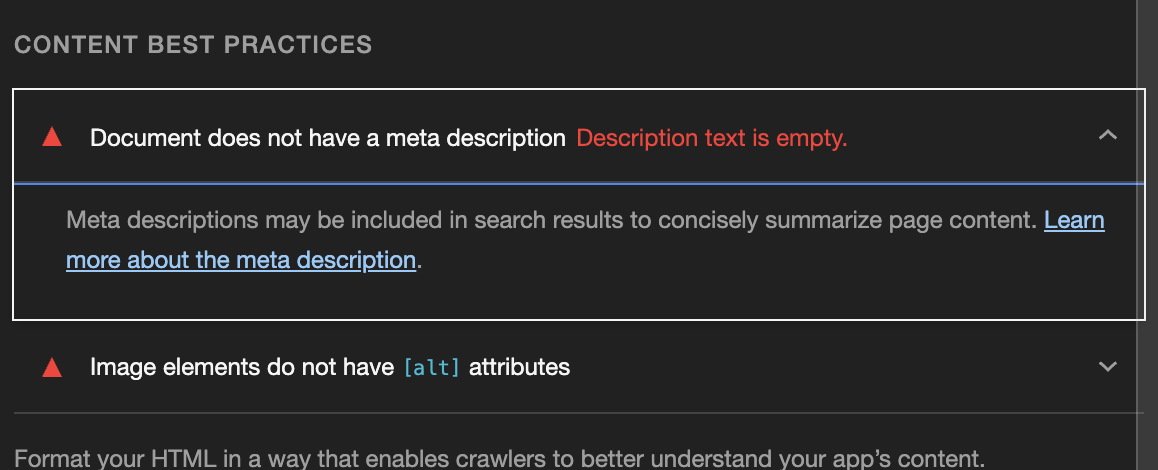 CONTENT BEST PRACTICES
Document does not have a meta description Description text is empty.
Meta descriptions may be included in search results to concisely summarize page content. Learn
more about the meta description.
Image elements do not have [alt] attributes
Format your HTML in a way that enables crawlers to better understand your app's content.